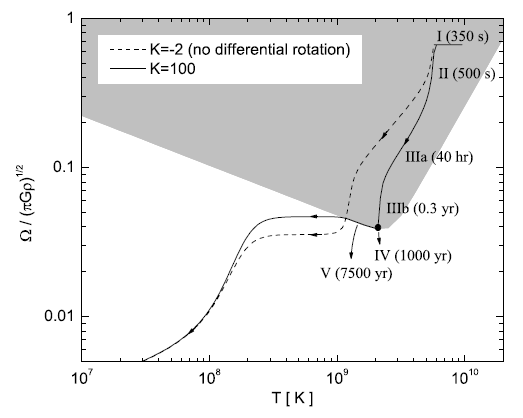 1
I (350 s)
K=-2 (no differential rotation)
K=100
II (500 s)
0.1
IIIa (40 hr)
Ω / (πGρ)^1/2
IIIb (0.3 yr)
IV (1000 yr)
V (7500 yr)
0.01
10^7 10^8 10^9 10^10
T [ K ]